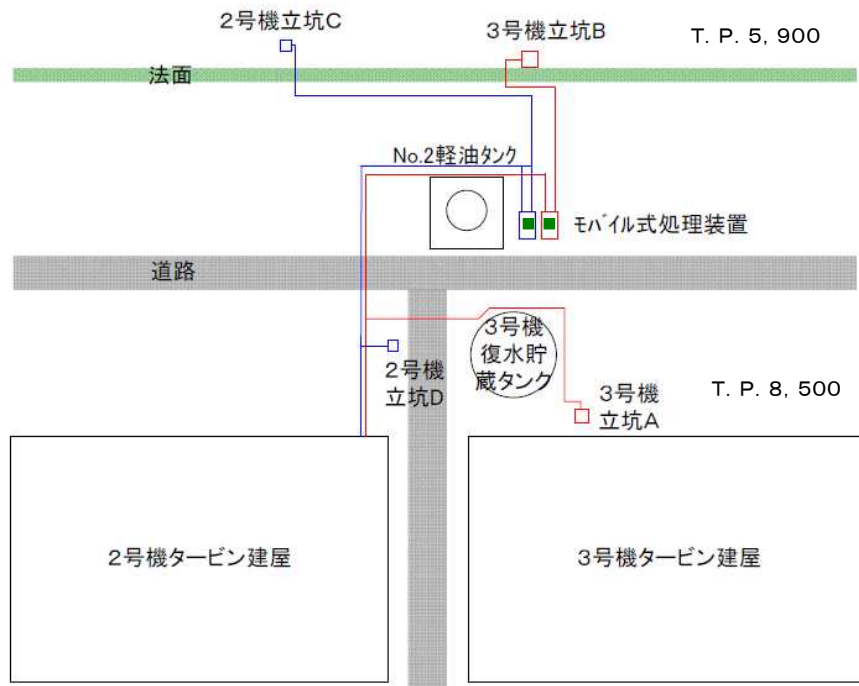 2号機立坑C
3号機立坑B
T. P. 5, 900
法面
No.2軽油タンク
モバイル式処理装置
道路
3号機
復水貯
蔵タンク
2号機
立坑D
3号機
立坑A
T. P. 8, 500
2号機タービン建屋
3号機タービン建屋